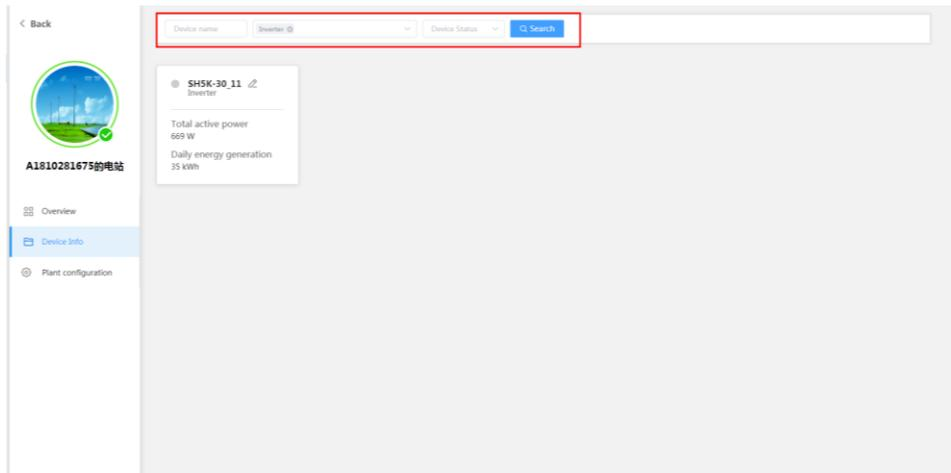 < Back
Device name Inverter Device Status Search
SH5K-30_11
Inverter
Total active power
669 W
Daily energy generation
35 kWh
A1810281675的电站
Overview
Device Info
Plant configuration